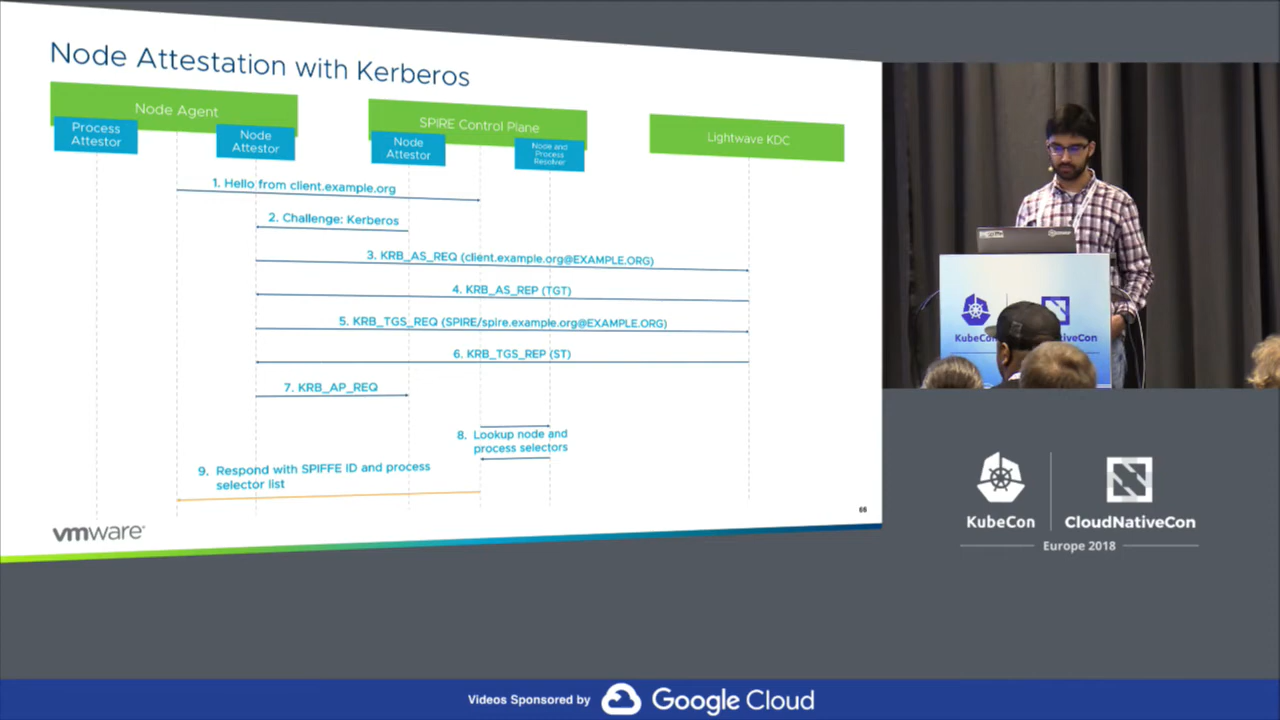 Node Attestation with Kerberos
Node Agent
SPIRE Control Plane
Lightwave KDC
Process
Attestor
Node
Attestor
Node
Attestor
Node and
Process
Resolver
1. Hello from client.example.org
2. Challenge: Kerberos
3. KRB_AS_REQ (client.example.org@EXAMPLE.ORG)
4. KRB_AS_REP (TGT)
5. KRB_TGS_REQ (SPIRE/spire.example.org@EXAMPLE.ORG)
6. KRB_TGS_REP (ST)
7. KRB_AP_REQ
8. Lookup node and
process selectors
9. Respond with SPIFFE ID and process
selector list
66
vmware
KubeCon
CloudNativeCon
Europe 2018
Videos Sponsored by Google Cloud